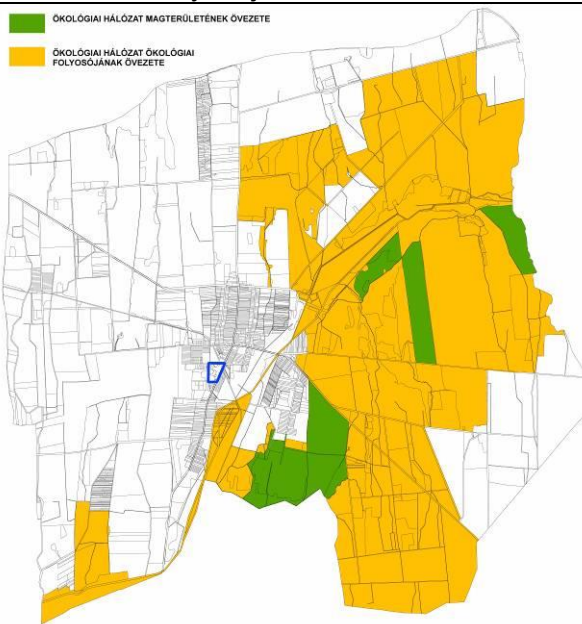 ÖKOLÓGIAI HÁLÓZAT MAGTERÜLETÉNEK ÖVEZETE
ÖKOLÓGIAI HÁLÓZAT ÖKOLÓGIAI
FOLYOSÓJÁNAK ÖVEZETE